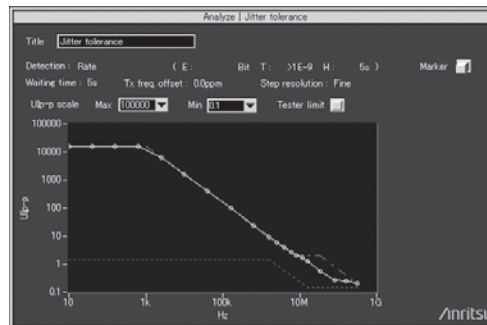 Analyze | Jitter tolerance
Title Jitter tolerance
Detection : Rate ( E : Bit T : >1E-9 H : 5s ) Marker
Waiting time : 5s Tx freq. offset : 0.0ppm Step resolution : Fine
UIp-p scale Max 100000 Min 0.1 Tester limit
100000
10000
1000
100
10
1
0.1
UIp-p
10 1k 100k 10M 1G
Hz
Anritsu